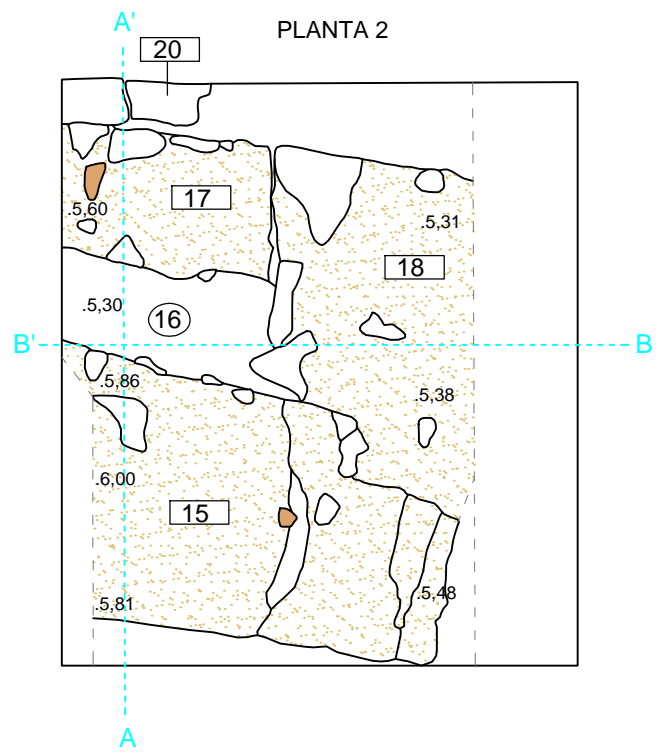 A'
PLANTA 2
20
17
.5,60
.5,31
18
.5,30
16
B'
B
.5,86
.5,38
.6,00
15
.5,81
.5,48
A